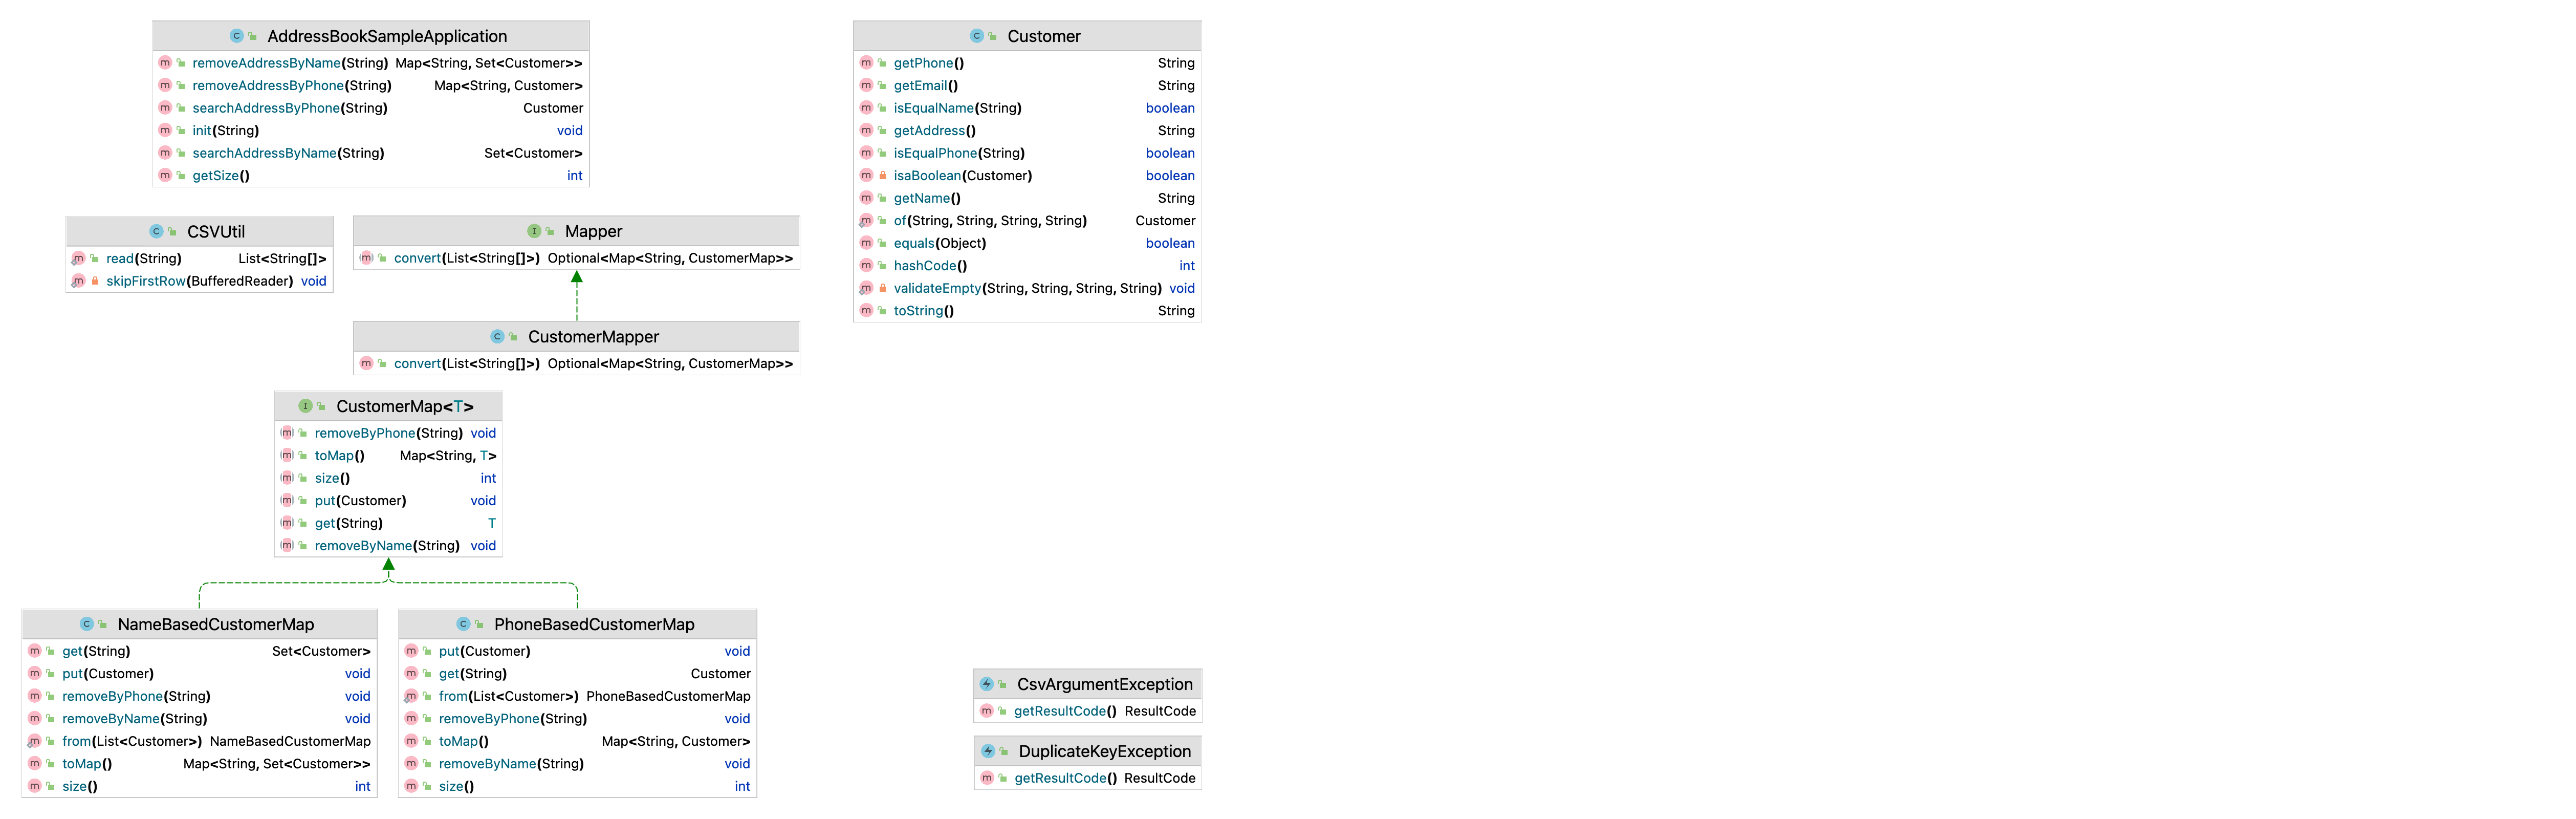 AddressBookSampleApplication
removeAddressByName(String) Map<String, Set<Customer>>
removeAddressByPhone(String) Map<String, Customer>
searchAddressByPhone(String) Customer
init(String) void
searchAddressByName(String) Set<Customer>
getSize() int
Customer
getPhone() String
getEmail() String
isEqualName(String) boolean
getAddress() String
isEqualPhone(String) boolean
isaBoolean(Customer) boolean
getName() String
of(String, String, String, String) Customer
equals(Object) boolean
hashCode() int
validateEmpty(String, String, String, String) void
toString() String
CSVUtil
read(String) List<String[]>
skipFirstRow(BufferedReader) void
Mapper
convert(List<String[]>) Optional<Map<String, CustomerMap>>
CustomerMapper
convert(List<String[]>) Optional<Map<String, CustomerMap>>
CustomerMap<T>
removeByPhone(String) void
toMap() Map<String, T>
size() int
put(Customer) void
get(String) T
removeByName(String) void
NameBasedCustomerMap
get(String) Set<Customer>
put(Customer) void
removeByPhone(String) void
removeByName(String) void
from(List<Customer>) NameBasedCustomerMap
toMap() Map<String, Set<Customer>>
size() int
PhoneBasedCustomerMap
put(Customer) void
get(String) Customer
from(List<Customer>) PhoneBasedCustomerMap
removeByPhone(String) void
toMap() Map<String, Customer>
removeByName(String) void
size() int
CsvArgumentException
getResultCode() ResultCode
DuplicateKeyException
getResultCode() ResultCode